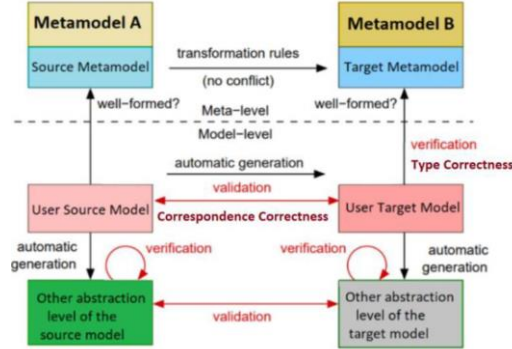 Metamodel A
Metamodel B
Source Metamodel
transformation rules
(no conflict)
Target Metamodel
well-formed?
Meta-level
well-formed?
Model-level
verification
Type Correctness
automatic generation
validation
User Source Model
Correspondence Correctness
User Target Model
automatic
generation
verification
verification
automatic
generation
Other abstraction
level of the
source model
validation
Other abstraction
level of the
target model